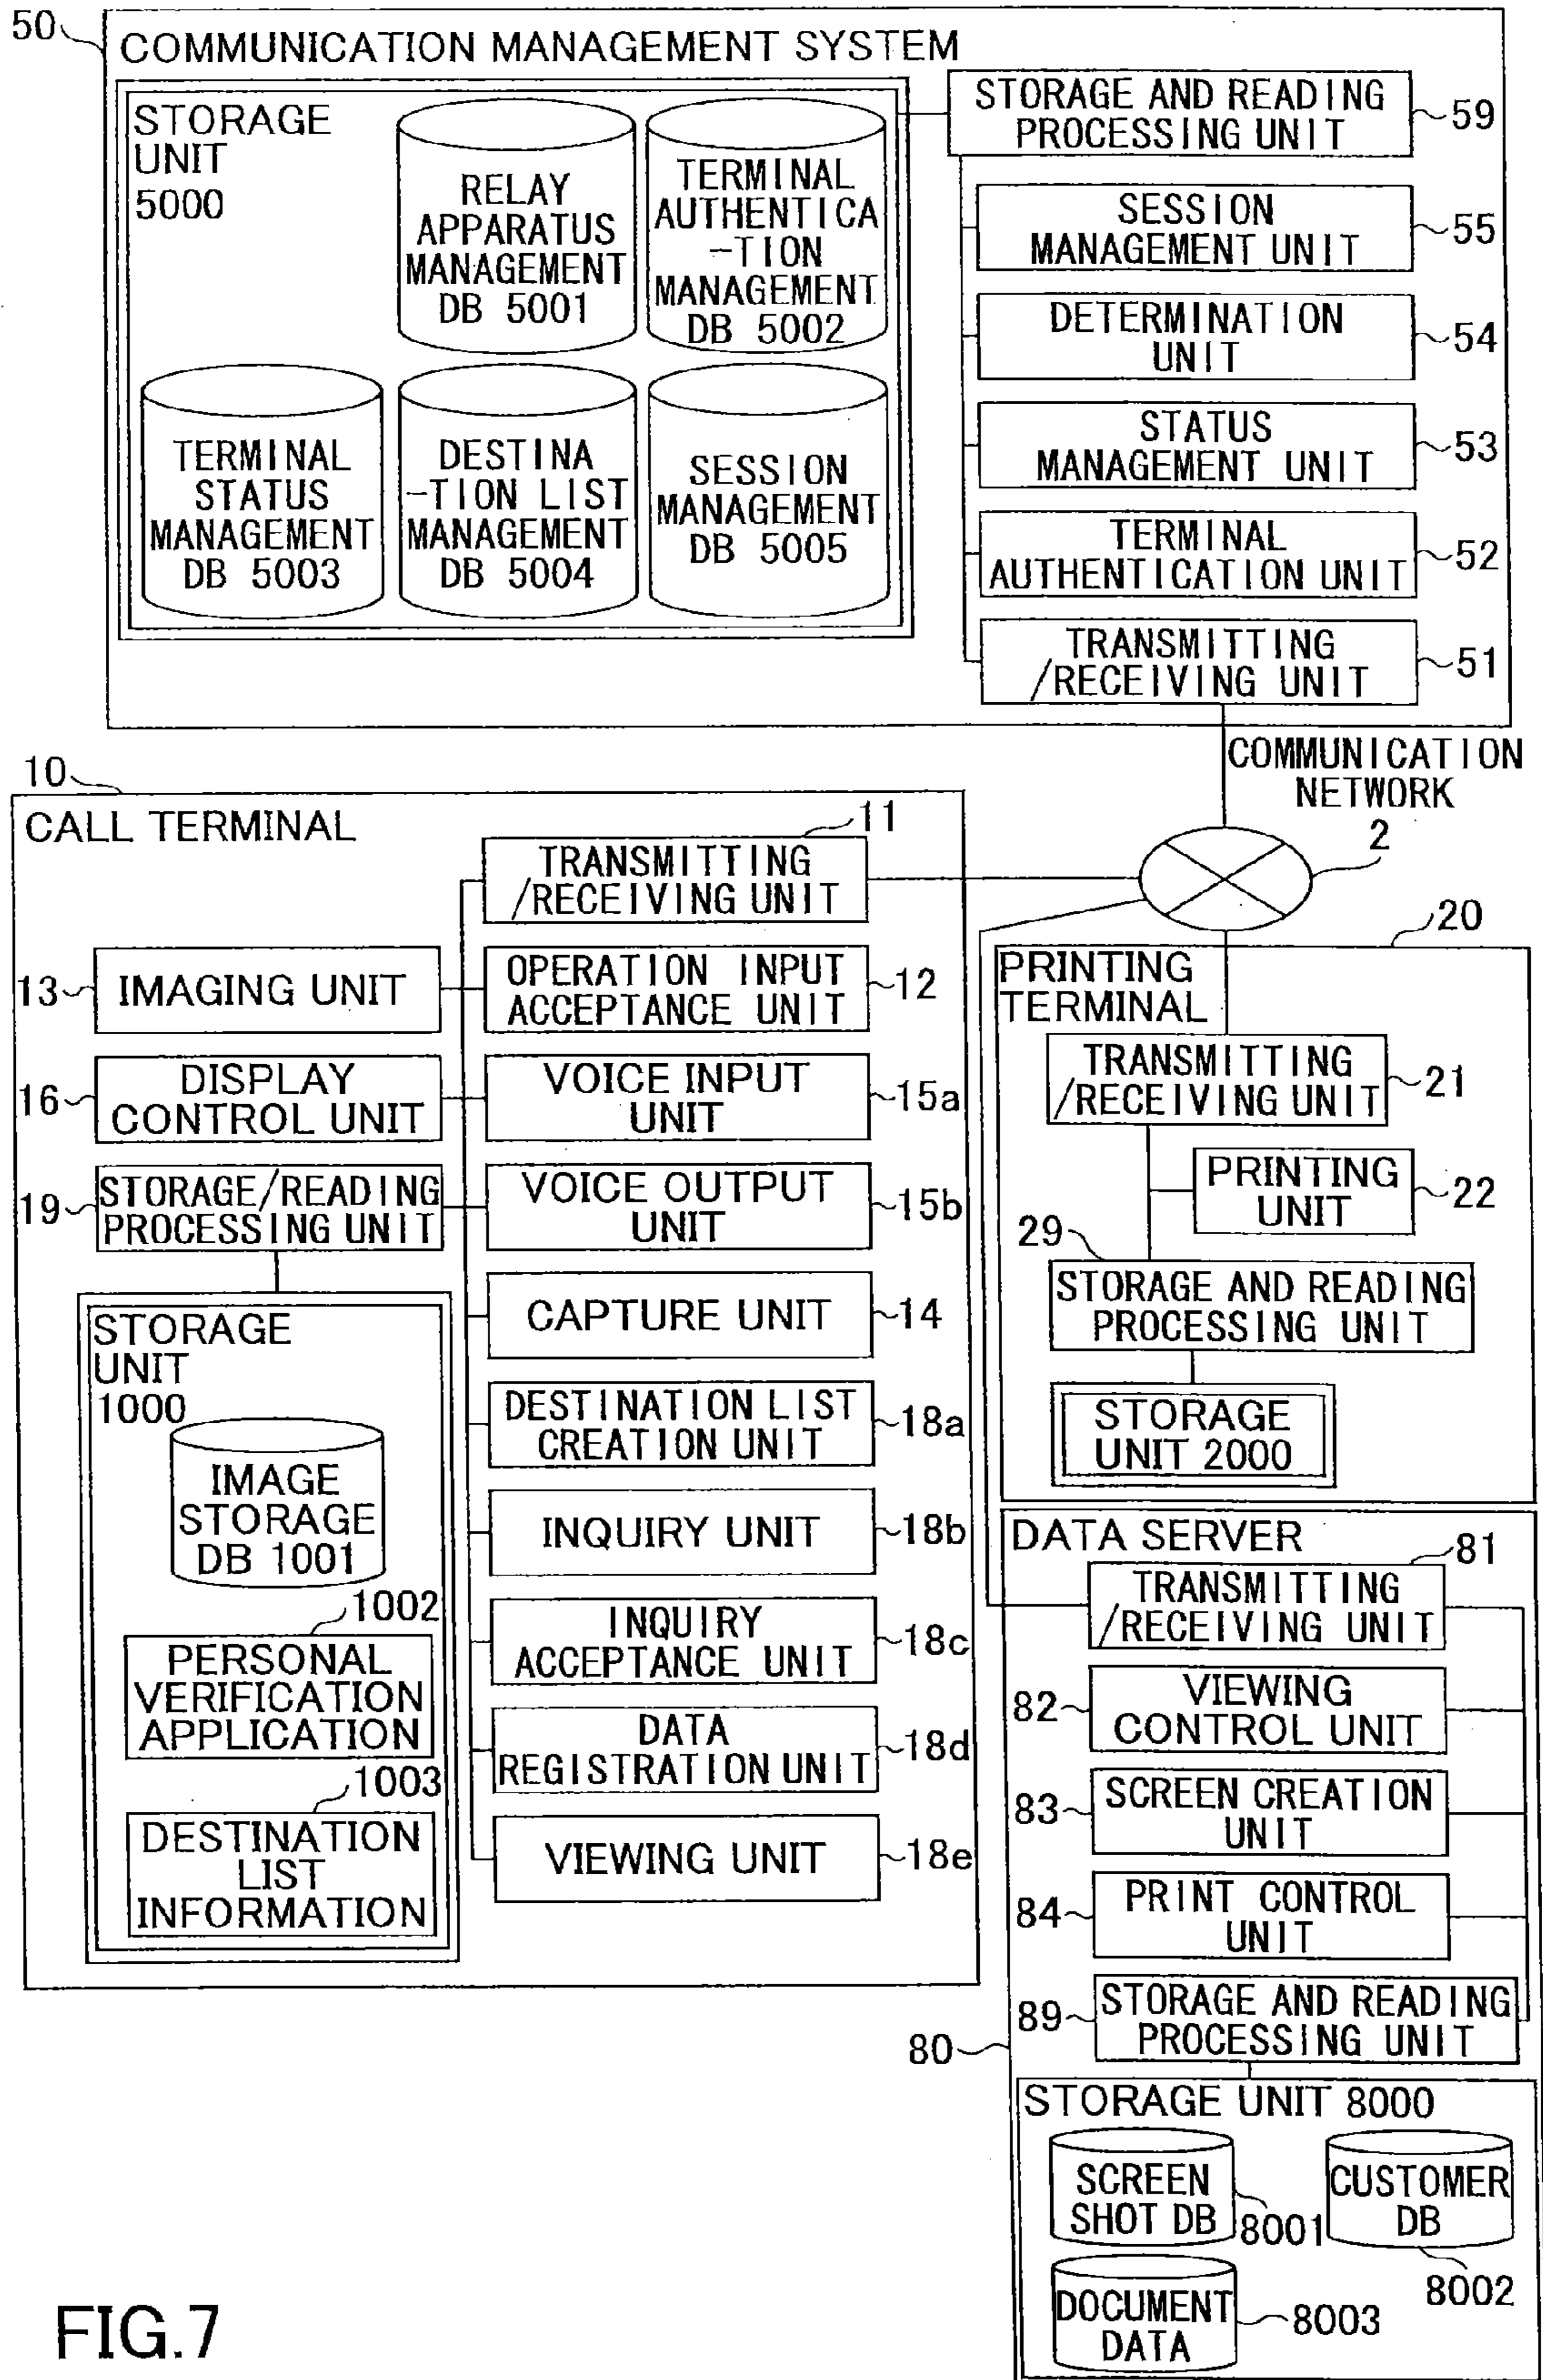 50
COMMUNICATION MANAGEMENT SYSTEM
STORAGE
UNIT
5000
RELAY
APPARATUS
MANAGEMENT
DB 5001
TERMINAL
AUTHENTICA
-TION
MANAGEMENT
DB 5002
TERMINAL
STATUS
MANAGEMENT
DB 5003
DESTINA
-TION LIST
MANAGEMENT
DB 5004
SESSION
MANAGEMENT
DB 5005
STORAGE AND READING
PROCESSING UNIT
59
SESSION
MANAGEMENT UNIT
55
DETERMINATION
UNIT
54
STATUS
MANAGEMENT UNIT
53
TERMINAL
AUTHENTICATION UNIT
52
TRANSMITTING
/RECEIVING UNIT
51
COMMUNICATION
NETWORK
2
10
CALL TERMINAL
11
TRANSMITTING
/RECEIVING UNIT
13
IMAGING UNIT
OPERATION INPUT
ACCEPTANCE UNIT
12
16
DISPLAY
CONTROL UNIT
VOICE INPUT
UNIT
15a
19
STORAGE/READING
PROCESSING UNIT
VOICE OUTPUT
UNIT
15b
CAPTURE UNIT
14
DESTINATION LIST
CREATION UNIT
18a
INQUIRY UNIT
18b
INQUIRY
ACCEPTANCE UNIT
18c
DATA
REGISTRATION UNIT
18d
VIEWING UNIT
18e
STORAGE
UNIT
1000
IMAGE
STORAGE
DB 1001
1002
PERSONAL
VERIFICATION
APPLICATION
1003
DESTINATION
LIST
INFORMATION
20
PRINTING
TERMINAL
TRANSMITTING
/RECEIVING UNIT
21
PRINTING
UNIT
22
29
STORAGE AND READING
PROCESSING UNIT
STORAGE
UNIT 2000
DATA SERVER
81
TRANSMITTING
/RECEIVING UNIT
82
VIEWING
CONTROL UNIT
83
SCREEN CREATION
UNIT
84
PRINT CONTROL
UNIT
89
STORAGE AND READING
PROCESSING UNIT
80
STORAGE UNIT 8000
SCREEN
SHOT DB
8001
CUSTOMER
DB
8002
DOCUMENT
DATA
8003
FIG.7